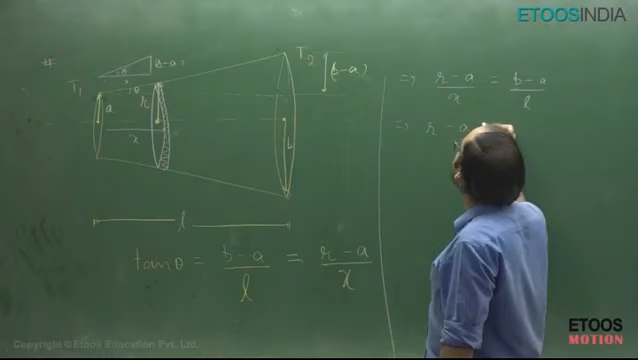 ETOOSINDIA
#
(r-a)
θ
T₁
T₂
θ
a
r
x
b
(b-a)
l
tanθ = (b-a)/l = (r-a)/x
⇒ (r-a)/x = (b-a)/l
⇒ r-a
Copyright © Etoos Education Pvt. Ltd.
ETOOS
MOTION